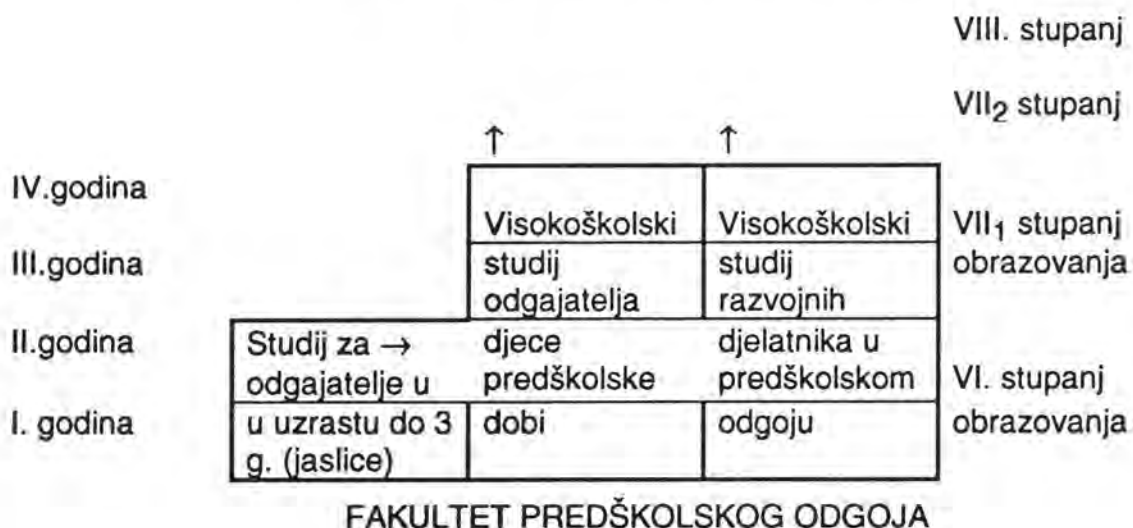 VIII. stupanj
VII2 stupanj
↑ ↑
IV.godina
Visokoškolski Visokoškolski VII1 stupanj
III.godina studij studij obrazovanja
odgajatelja razvojnih
II.godina Studij za → djece djelatnika u
odgajatelje u predškolske predškolskom VI. stupanj
I. godina u uzrastu do 3 dobi odgoju obrazovanja
g. (jaslice)
FAKULTET PREDŠKOLSKOG ODGOJA